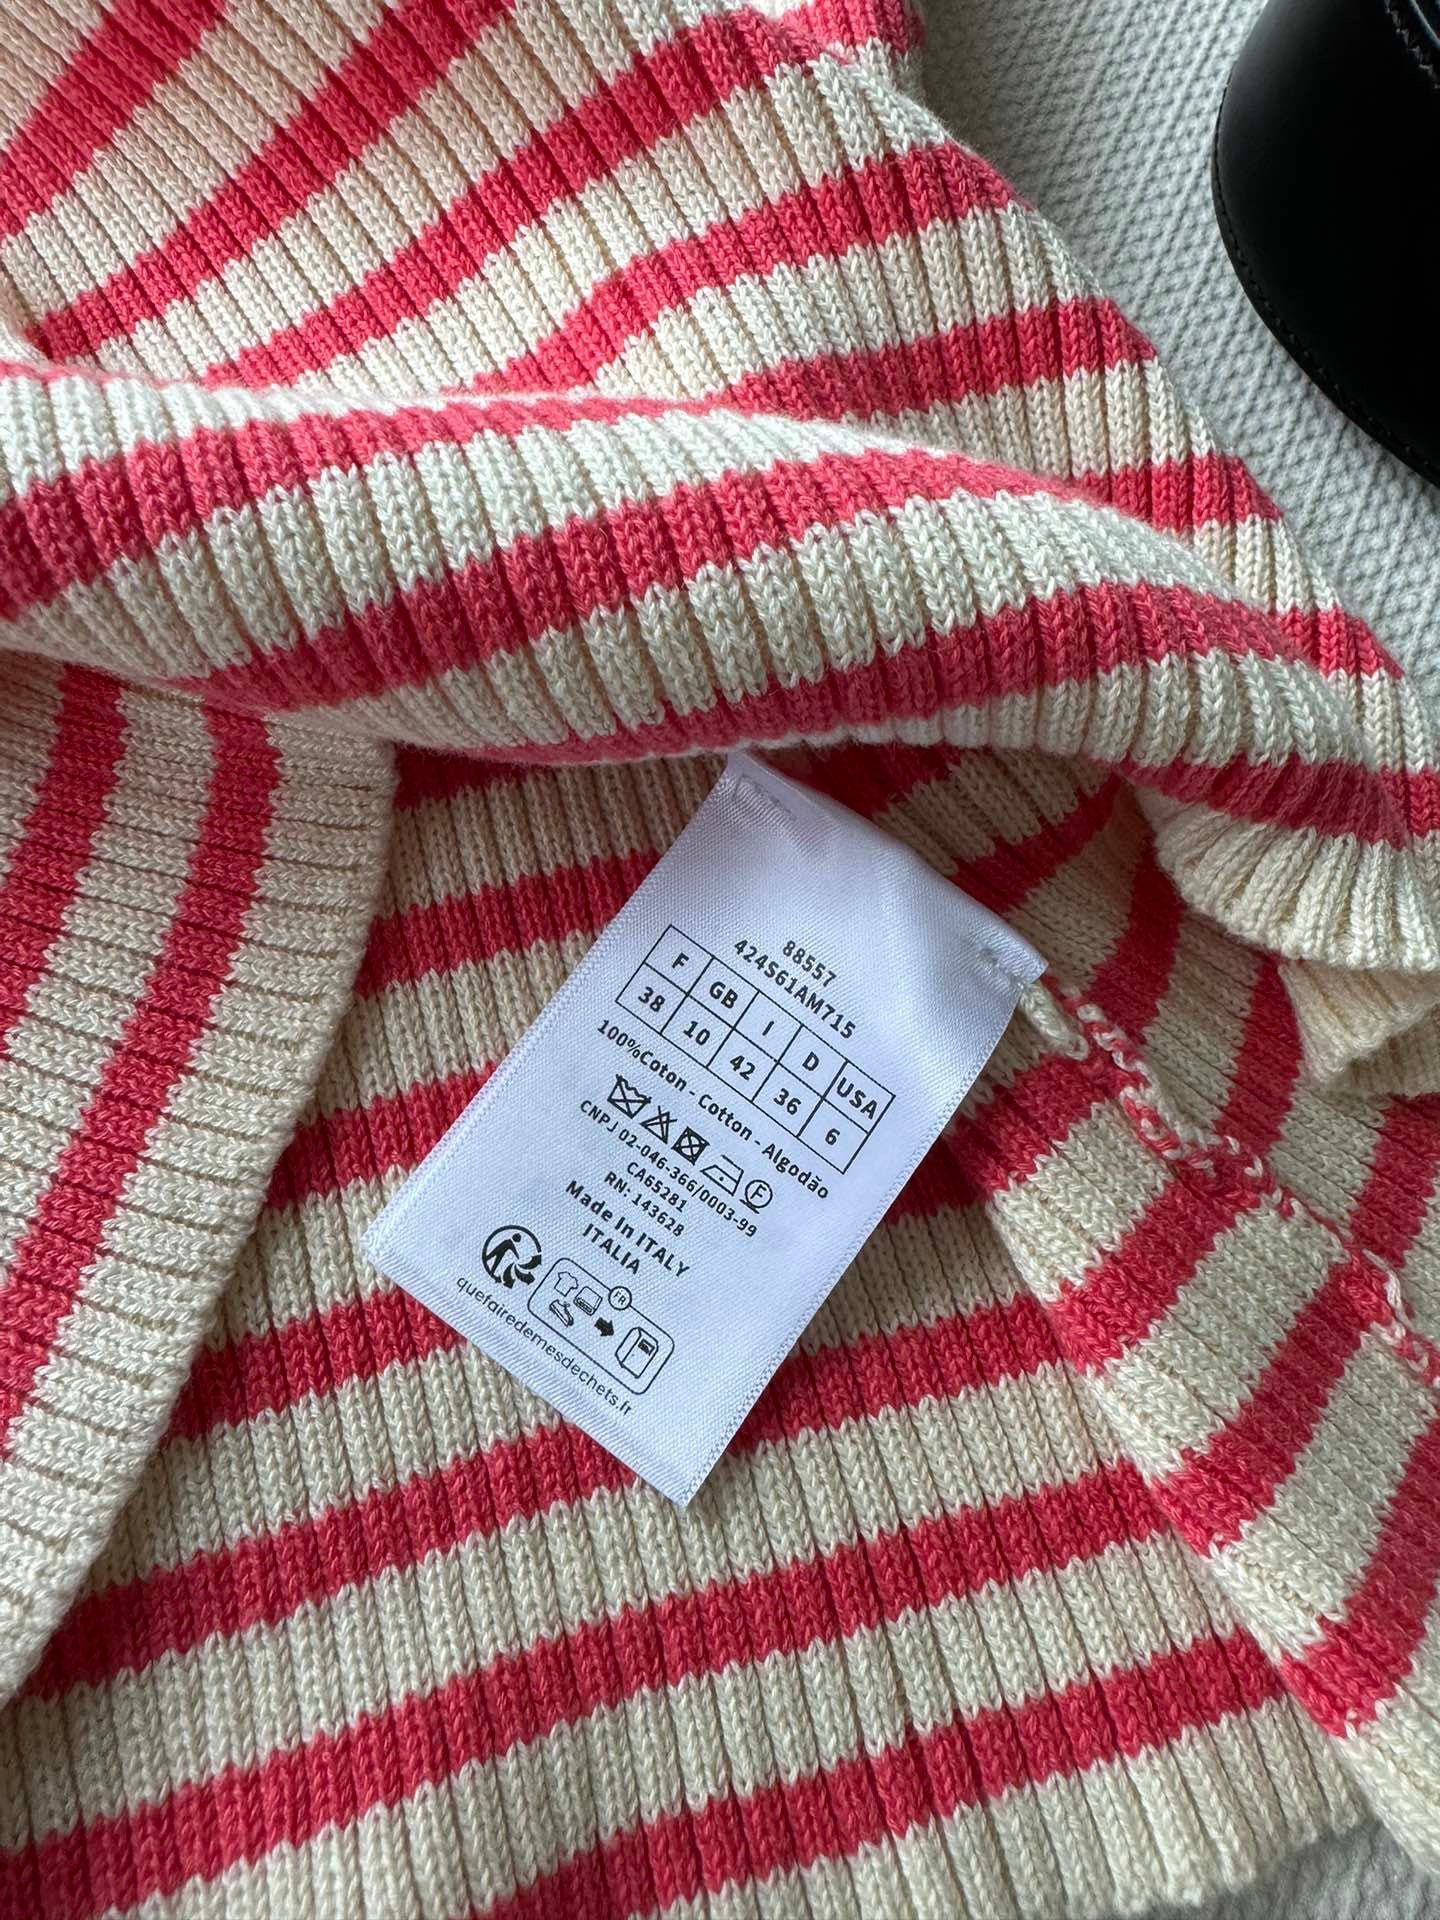 88557
424S61AM715
F GB I D USA
38 10 42 36 6
100%Coton - Cotton - Algodão
F
CNPJ 02-046-366/0003-99
CA65281
RN: 143628
Made In ITALY
ITALIA
FR
quefairedemesdechets.fr